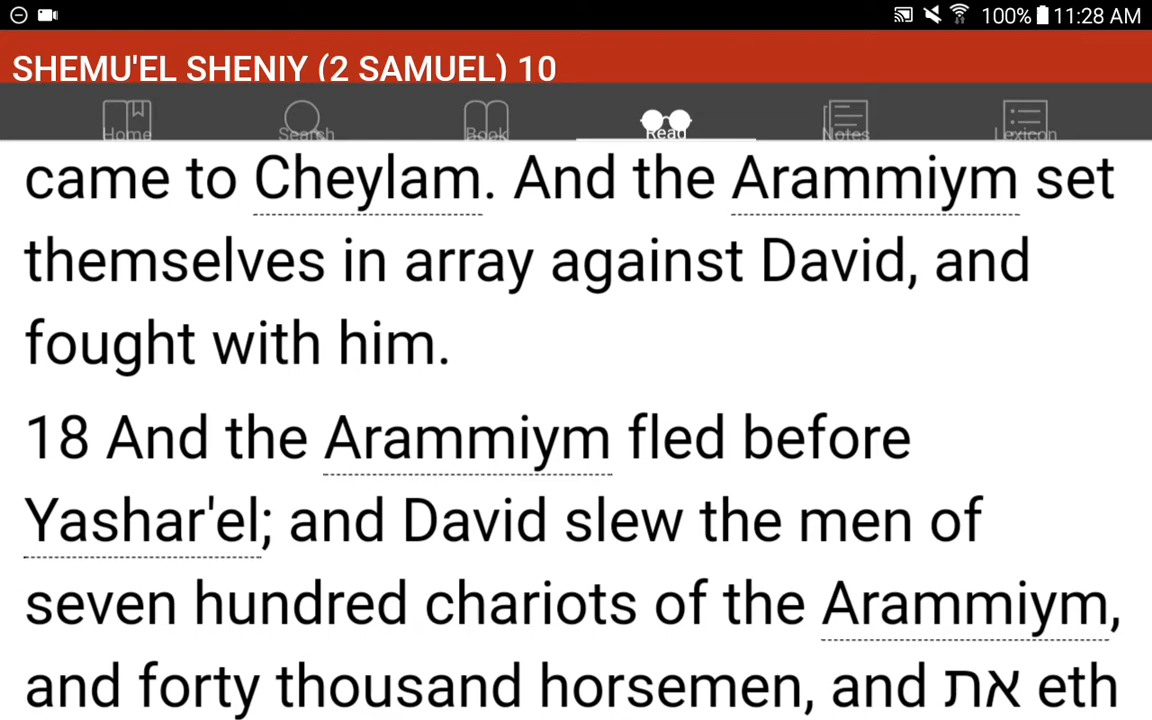 100% 11:28 AM
SHEMU'EL SHENIY (2 SAMUEL) 10
Home Search Book Read Notes Lexicon
came to Cheylam. And the Arammiym set
themselves in array against David, and
fought with him.
18 And the Arammiym fled before
Yashar'el; and David slew the men of
seven hundred chariots of the Arammiym,
and forty thousand horsemen, and את eth